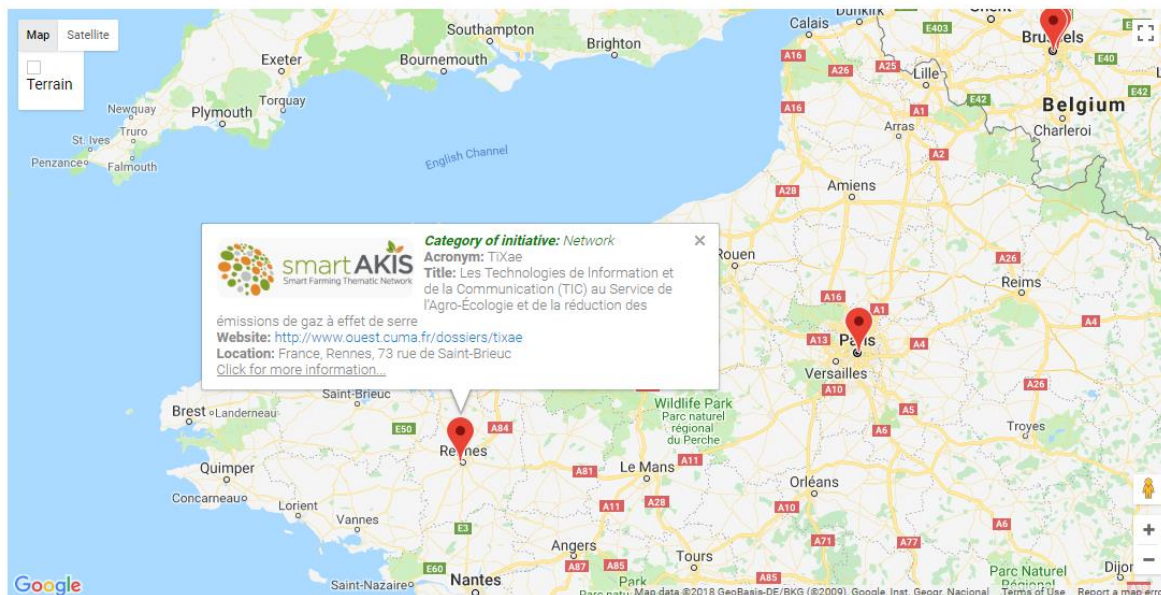 Map
Satellite
Terrain
Southampton
Calais
Dunkirk
Orient
Brighton
Bournemouth
Exeter
E403
Brussels
A16
A26
A25
Lille
E40
E42
Torquay
Plymouth
Newquay
Truro
St. Ives
Penzance
Falmouth
A16
A1
E42
Belgium
Charleroi
Arras
A2
English Channel
A28
Amiens
A26
Rouen
Reims
smartAKIS
Smart Farming Thematic Network
Category of initiative: Network
Acronym: TiXae
Title: Les Technologies de Information et
de la Communication (TIC) au Service de
l'Agro-Écologie et de la réduction des
émissions de gaz à effet de serre
Website: http://www.ouest.cuma.fr/dossiers/tixae
Location: France, Rennes, 73 rue de Saint-Brieuc
Click for more information...
A16
A1
A13
Paris
A4
Versailles
A10
A26
Saint-Brieuc
Brest
Landerneau
E50
A84
Wildlife Park
Parc naturel
régional
du Perche
A5
A6
Troyes
Rennes
Quimper
A81
Le Mans
A11
Concarneau
Lorient
Orléans
A11
A28
A10
Vannes
E3
A6
A71
A77
Angers
Tours
E60
A87
A85
A85
Saint-Nazaire
Nantes
Park
Parc Naturel
Régional
Dijon
Google
Map data ©2018 GeoBasis-DE/BKG (©2009), Google, Inst. Geogr. Nacional
Terms of Use
Report a map error